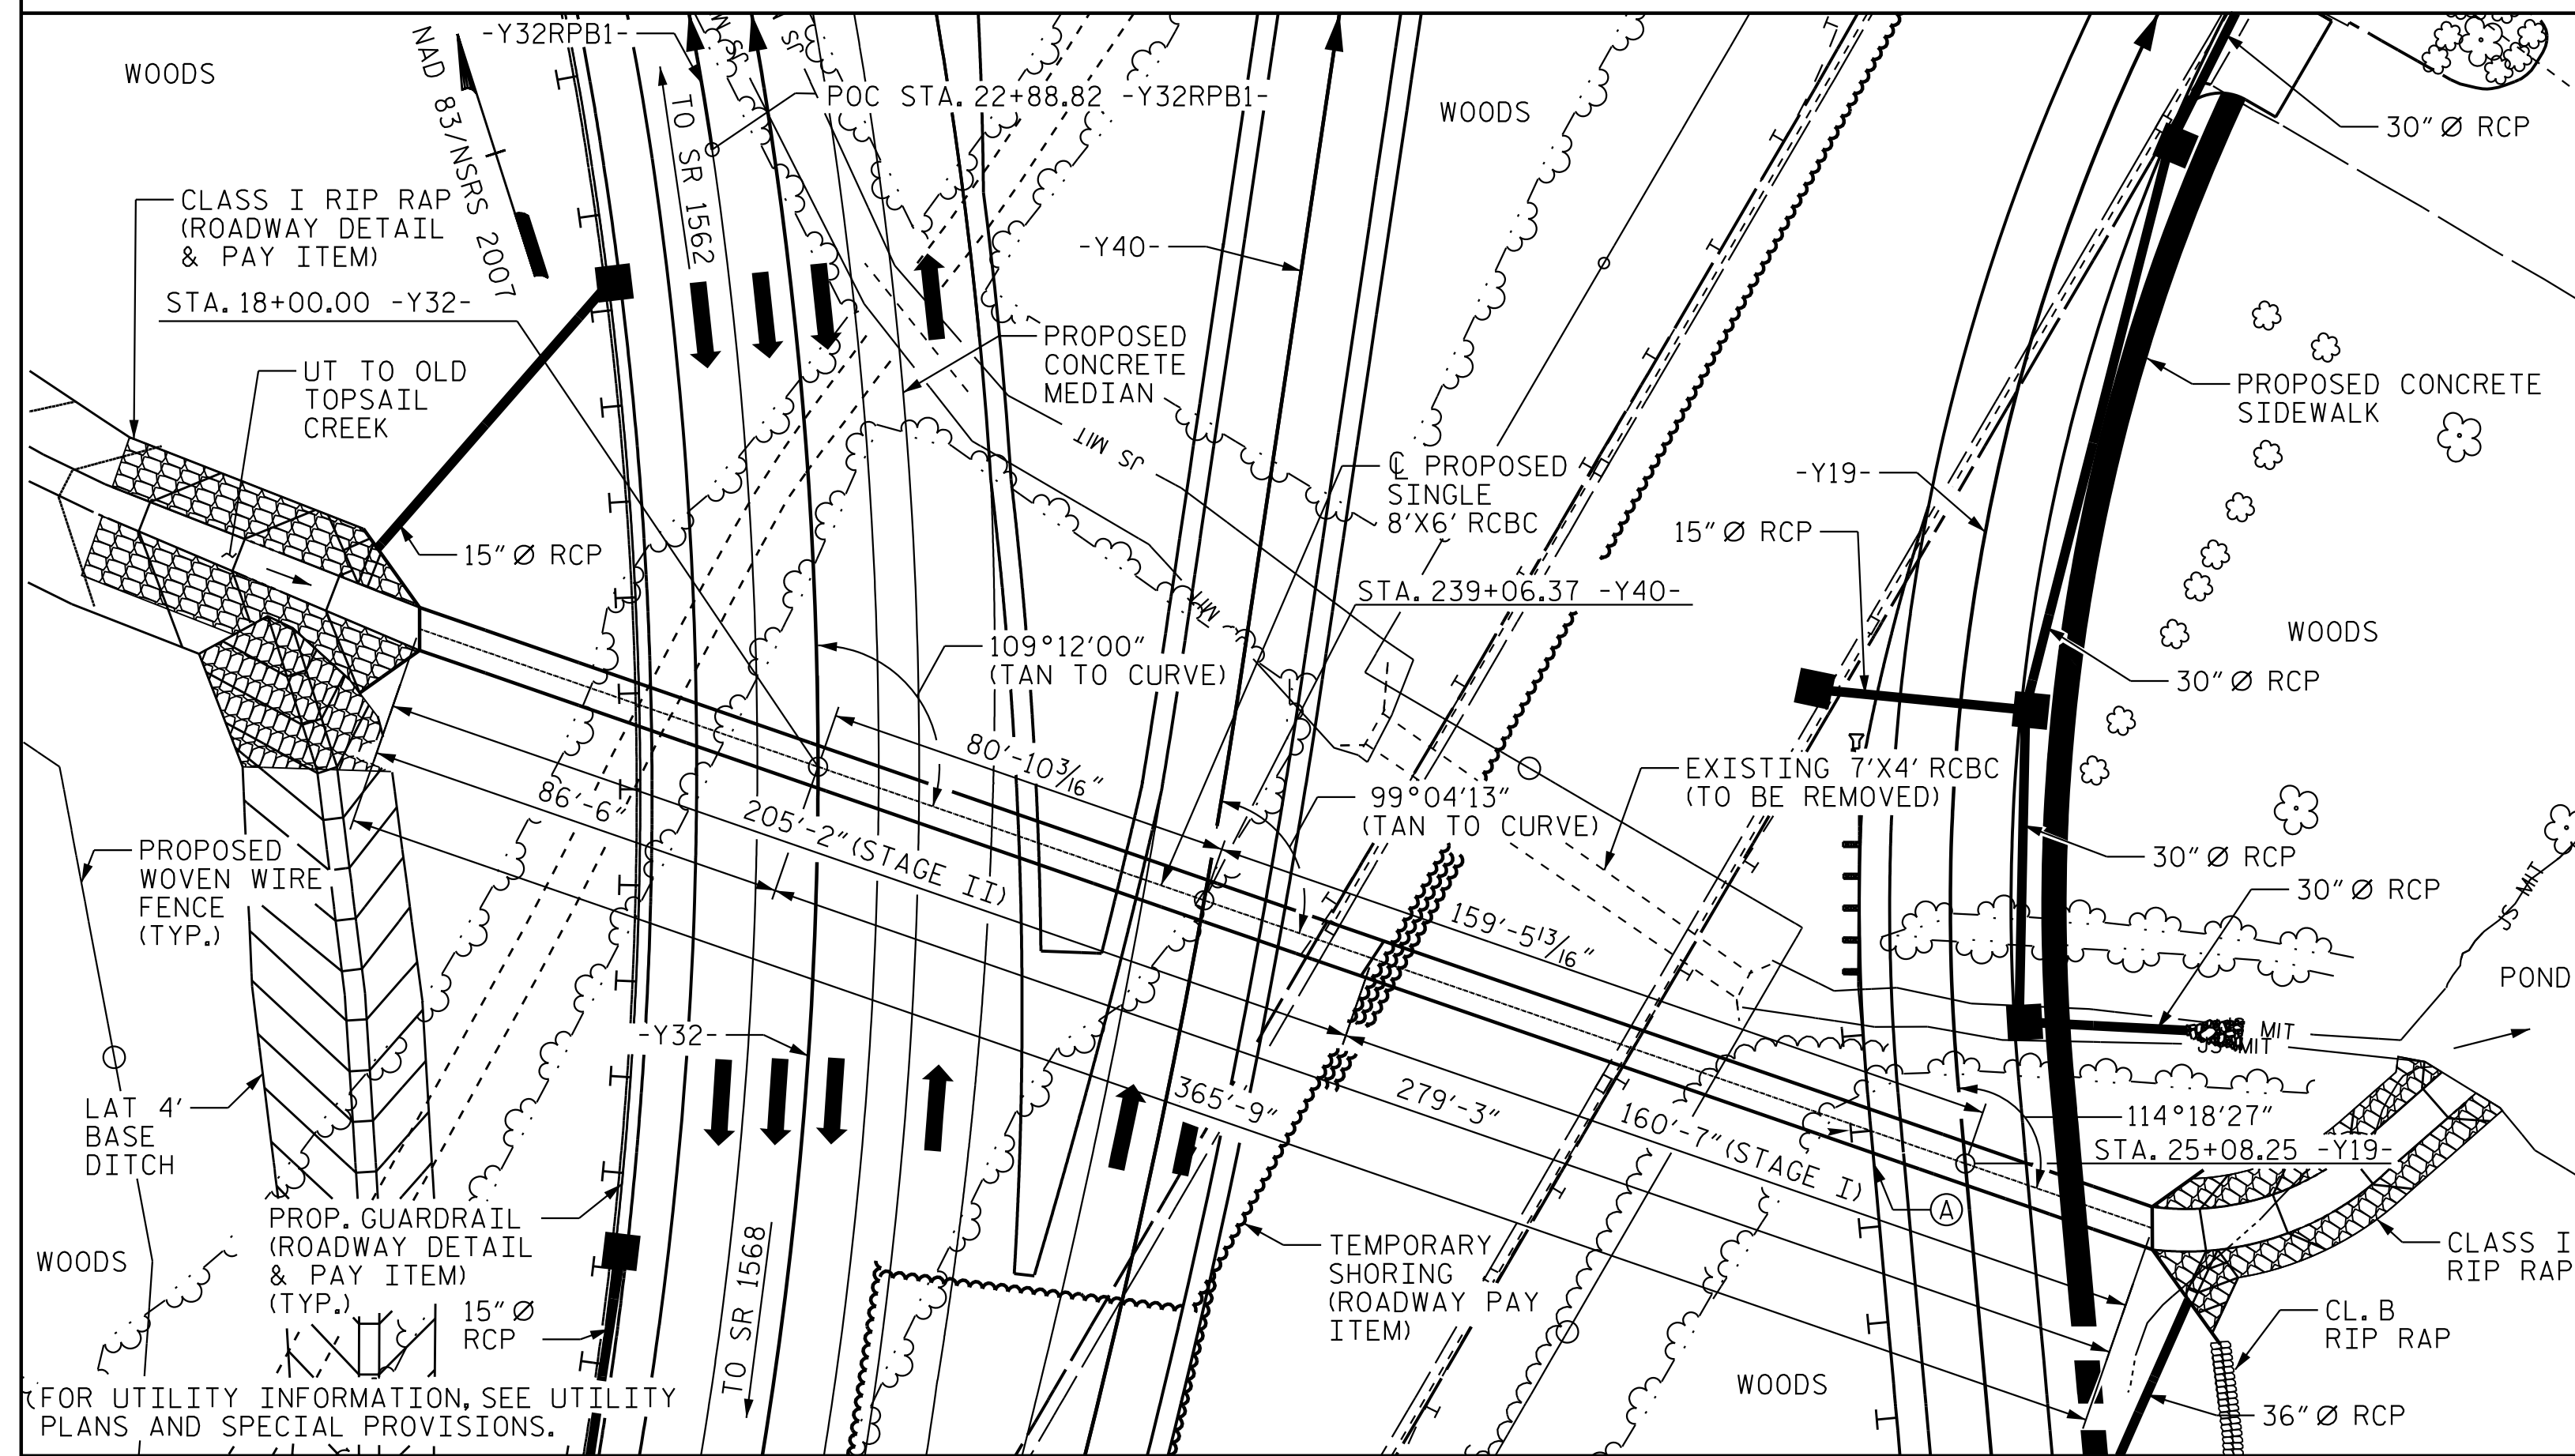 -Y32RPB1-
WOODS
NAD 83/NSRS 2007
POC STA. 22+88.82 -Y32RPB1-
TO SR 1562
WOODS
30" Ø RCP
CLASS I RIP RAP
(ROADWAY DETAIL
& PAY ITEM)
STA. 18+00.00 -Y32-
-Y40-
PROPOSED
CONCRETE
MEDIAN
UT TO OLD
TOPSAIL
CREEK
PROPOSED CONCRETE
SIDEWALK
JS MIT
℄ PROPOSED
SINGLE
8'X6' RCBC
-Y19-
15" Ø RCP
15" Ø RCP
STA. 239+06.37 -Y40-
MIT
WOODS
109°12'00"
(TAN TO CURVE)
30" Ø RCP
80'-10 3/16"
EXISTING 7'X4' RCBC
(TO BE REMOVED)
86'-6"
205'-2" (STAGE II)
99°04'13"
(TAN TO CURVE)
PROPOSED
WOVEN WIRE
FENCE
(TYP.)
30" Ø RCP
30" Ø RCP
JS MIT
159'-5 13/16"
POND
-Y32-
MIT
JS MIT
LAT 4'
BASE
DITCH
365'-9"
279'-3"
160'-7" (STAGE I)
114°18'27"
STA. 25+08.25 -Y19-
A
PROP. GUARDRAIL
(ROADWAY DETAIL
& PAY ITEM)
(TYP.)
WOODS
TEMPORARY
SHORING
(ROADWAY PAY
ITEM)
CLASS I
RIP RAP
15" Ø
RCP
TO SR 1568
CL. B
RIP RAP
WOODS
(FOR UTILITY INFORMATION, SEE UTILITY
PLANS AND SPECIAL PROVISIONS.
36" Ø RCP